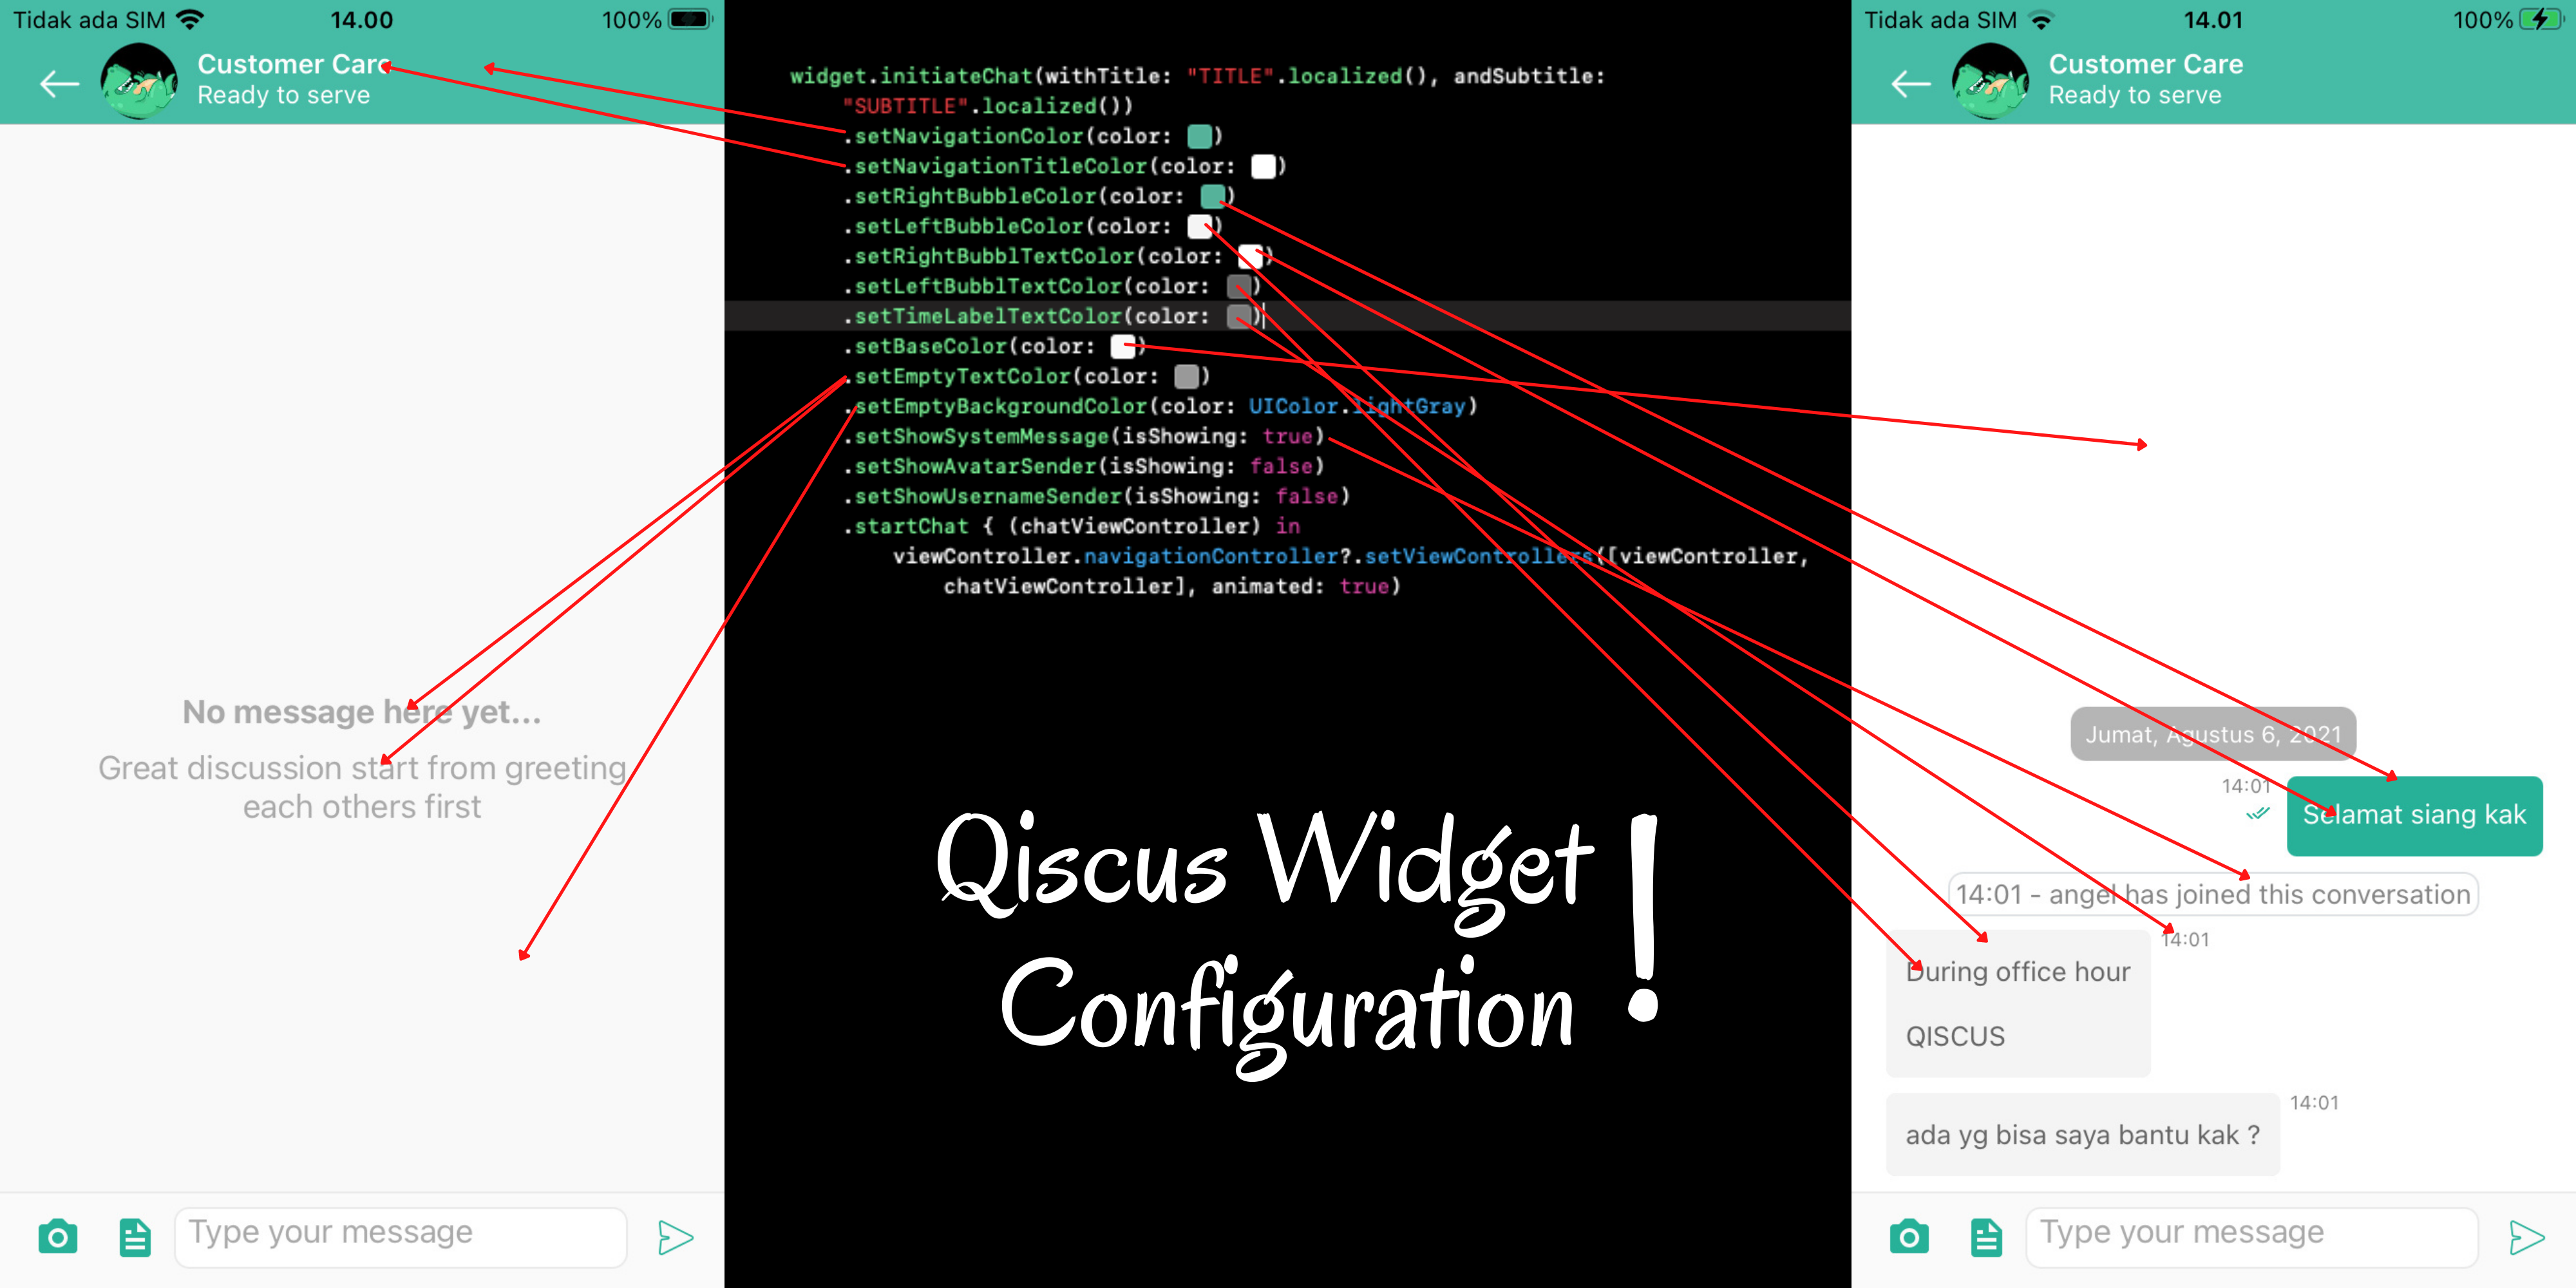 Tidak ada SIM 14.00 100%
Customer Care
Ready to serve
No message here yet...
Great discussion start from greeting
each others first
Type your message
widget.initiateChat(withTitle: "TITLE".localized(), andSubtitle:
"SUBTITLE".localized())
.setNavigationColor(color: )
.setNavigationTitleColor(color: )
.setRightBubbleColor(color: )
.setLeftBubbleColor(color: )
.setRightBubblTextColor(color: )
.setLeftBubblTextColor(color: )
.setTimeLabelTextColor(color: )
.setBaseColor(color: )
.setEmptyTextColor(color: )
.setEmptyBackgroundColor(color: UIColor.lightGray)
.setShowSystemMessage(isShowing: true)
.setShowAvatarSender(isShowing: false)
.setShowUsernameSender(isShowing: false)
.startChat { (chatViewController) in
viewController.navigationController?.setViewControllers([viewController,
chatViewController], animated: true)
Qiscus Widget
Configuration !
Tidak ada SIM 14.01 100%
Customer Care
Ready to serve
Jumat, Agustus 6, 2021
14:01
Selamat siang kak
14:01 - angel has joined this conversation
14:01
During office hour
QISCUS
14:01
ada yg bisa saya bantu kak ?
Type your message